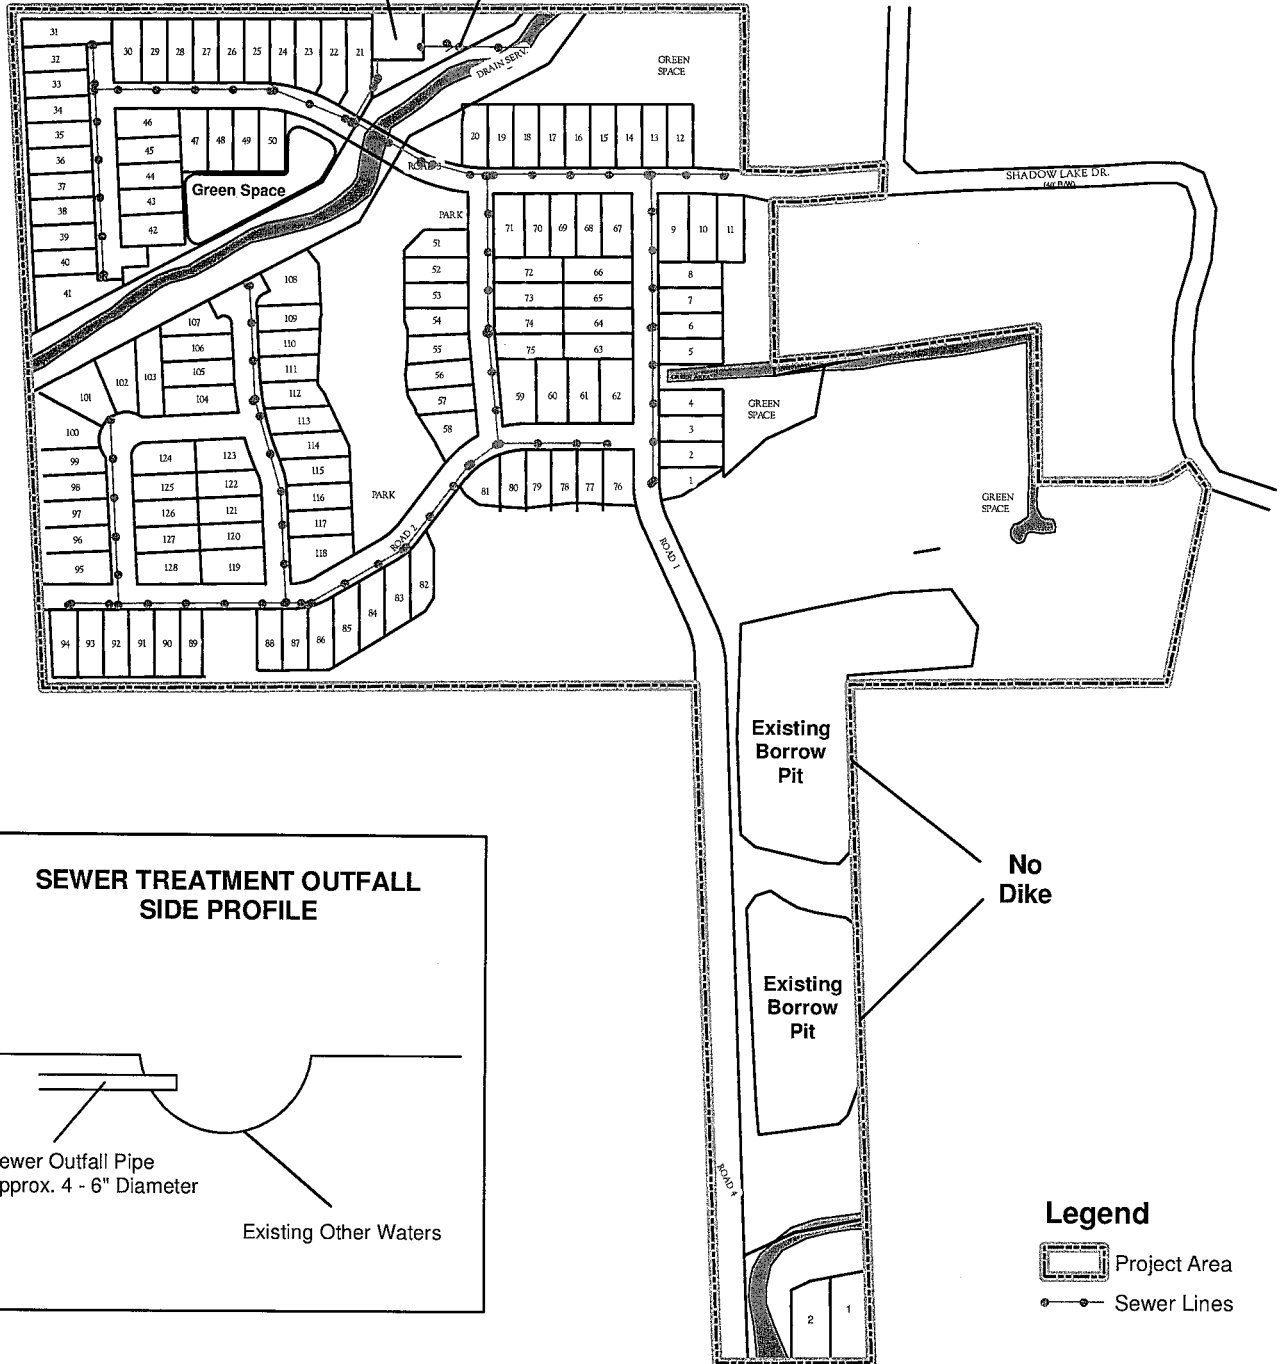 31
32
33
34
35
36
37
38
39
40
41
30 29 28 27 26 25 24 23 22 21
DRAIN SERV.
GREEN
SPACE
46
45
44
43
42
47 48 49 50
Green Space
20 19 18 17 16 15 14 13 12
ROAD 3
SHADOW LAKE DR.
PARK
51
52
53
54
55
56
57
58
71 70 69 68 67
72 66
73 65
74 64
75 63
59 60 61 62
9 10 11
8
7
6
5
4
3
2
1
GREEN
SPACE
GREEN
SPACE
108
109
110
111
112
113
114
115
116
117
118
107
106
105
104
103
102
101
100
99
98
97
96
95
124 123
125 122
126 121
127 120
128 119
PARK
ROAD 2
81 80 79 78 77 76
ROAD 1
94 93 92 91 90 89
88 87 86 85 84 83 82
Existing
Borrow
Pit
No
Dike
Existing
Borrow
Pit
ROAD 4
2 1
SEWER TREATMENT OUTFALL
SIDE PROFILE
ewer Outfall Pipe
pprox. 4 - 6" Diameter
Existing Other Waters
Legend
Project Area
Sewer Lines